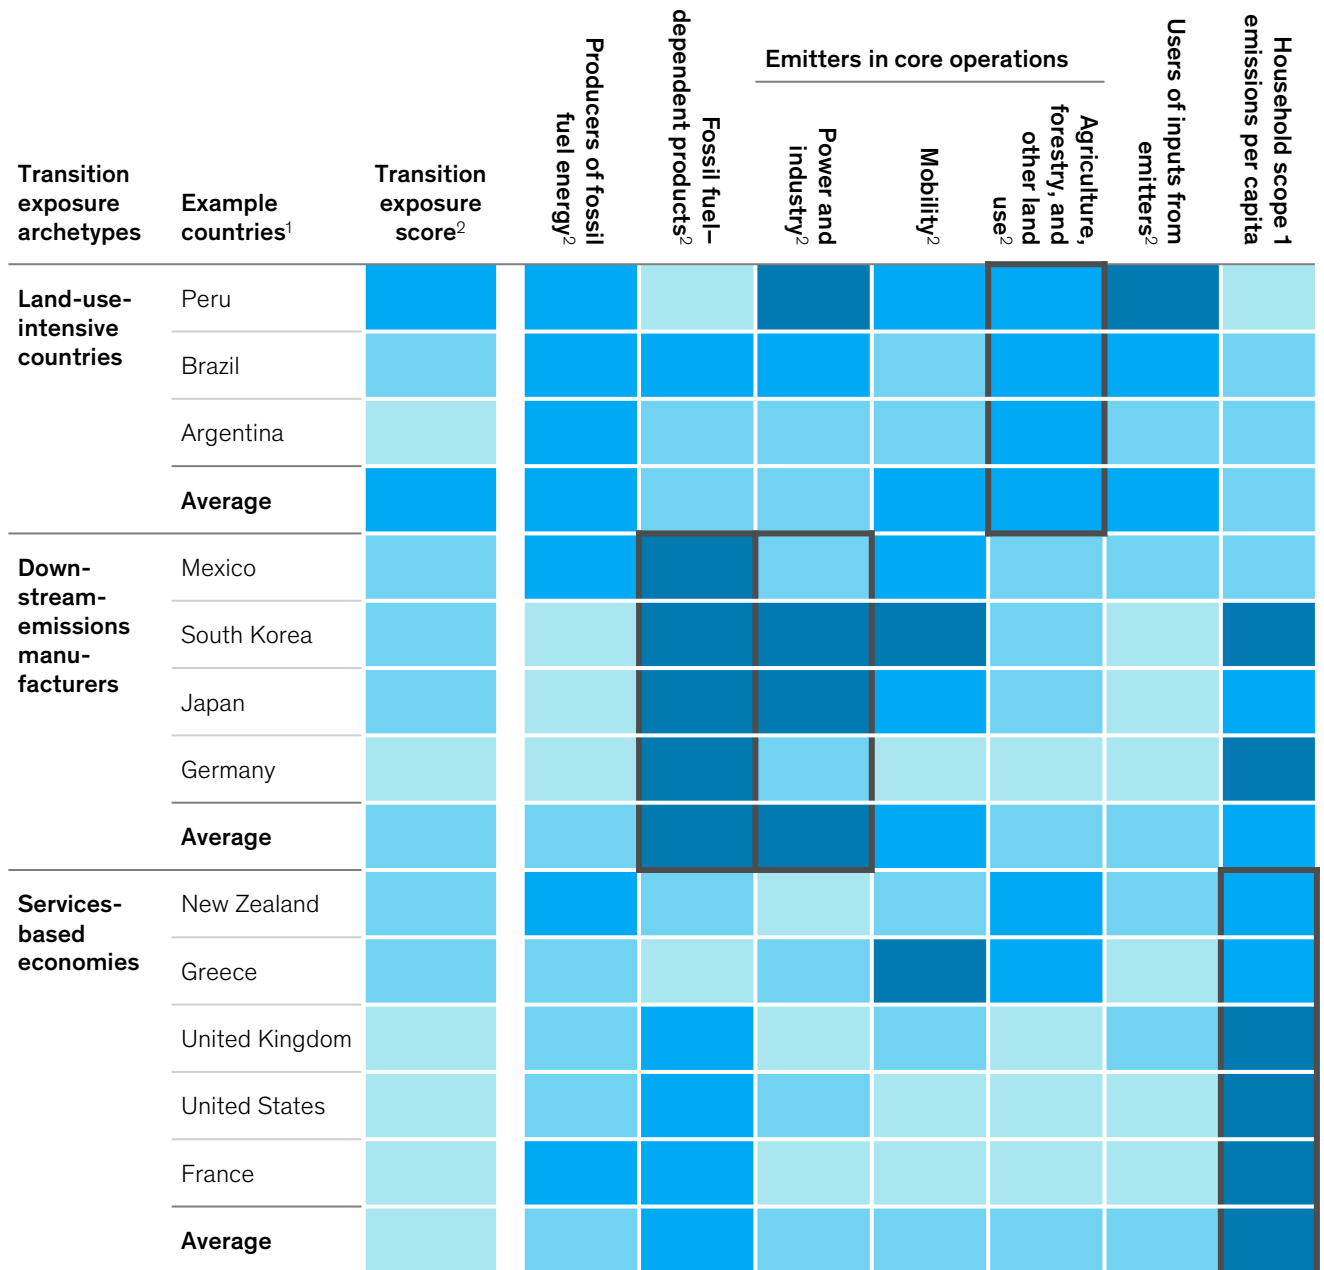 Transition
exposure
archetypes
Example
countries¹
Transition
exposure
score²
Producers of fossil
fuel energy²
Fossil fuel–
dependent products²
Emitters in core operations
Power and
industry²
Mobility²
Agriculture,
forestry, and
other land
use²
Users of inputs from
emitters²
Household scope 1
emissions per capita
Land-use-
intensive
countries
Peru
Brazil
Argentina
Average
Down-
stream-
emissions
manu-
facturers
Mexico
South Korea
Japan
Germany
Average
Services-
based
economies
New Zealand
Greece
United Kingdom
United States
France
Average